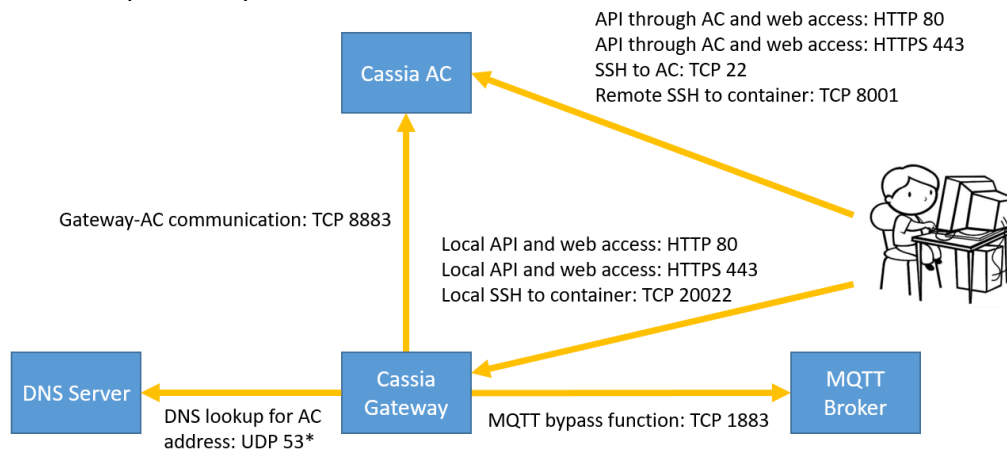 API through AC and web access: HTTP 80
API through AC and web access: HTTPS 443
SSH to AC: TCP 22
Remote SSH to container: TCP 8001
Cassia AC
Gateway-AC communication: TCP 8883
Local API and web access: HTTP 80
Local API and web access: HTTPS 443
Local SSH to container: TCP 20022
DNS Server
Cassia
Gateway
MQTT
Broker
DNS lookup for AC
address: UDP 53*
MQTT bypass function: TCP 1883